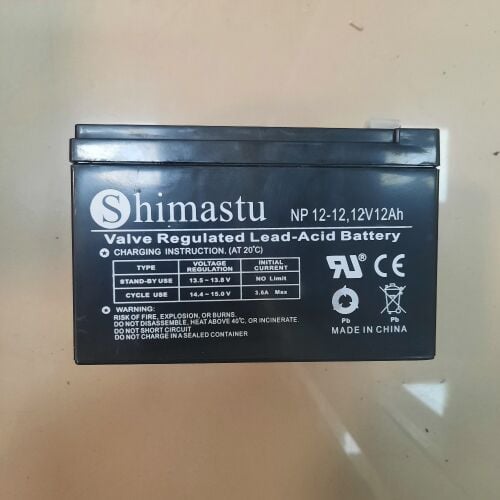 Shimastu
NP 12-12,12V12Ah
Valve Regulated Lead-Acid Battery
CHARGING INSTRUCTION. (AT 20℃)
TYPE VOLTAGE REGULATION INITIAL CURRENT
STAND-BY USE 13.5~13.8 V NO Limit
CYCLE USE 14.4~15.0 V 3.6A Max
WARNING:
RISK OF FIRE, EXPLOSION, OR BURNS.
DO NOT DISASSEMBLE, HEAT ABOVE 40℃, OR INCINERATE.
DO NOT SHORT CIRCUIT
DO NOT CHARGE IN A SEALED CONTAINER
RU CE
Pb Pb
MADE IN CHINA